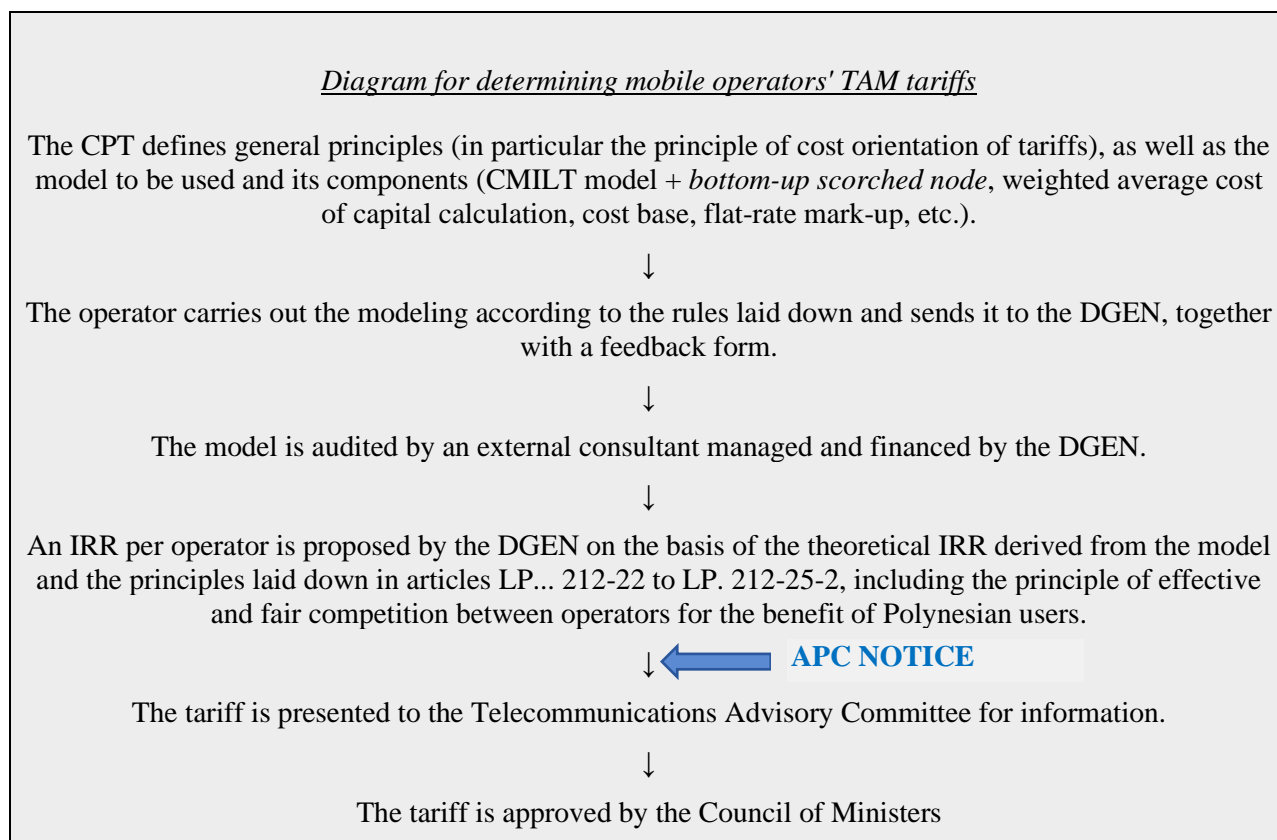 Diagram for determining mobile operators' TAM tariffs
The CPT defines general principles (in particular the principle of cost orientation of tariffs), as well as the
model to be used and its components (CMILT model + bottom-up scorched node, weighted average cost
of capital calculation, cost base, flat-rate mark-up, etc.).
↓
The operator carries out the modeling according to the rules laid down and sends it to the DGEN, together
with a feedback form.
↓
The model is audited by an external consultant managed and financed by the DGEN.
↓
An IRR per operator is proposed by the DGEN on the basis of the theoretical IRR derived from the model
and the principles laid down in articles LP... 212-22 to LP. 212-25-2, including the principle of effective
and fair competition between operators for the benefit of Polynesian users.
↓ APC NOTICE
The tariff is presented to the Telecommunications Advisory Committee for information.
↓
The tariff is approved by the Council of Ministers